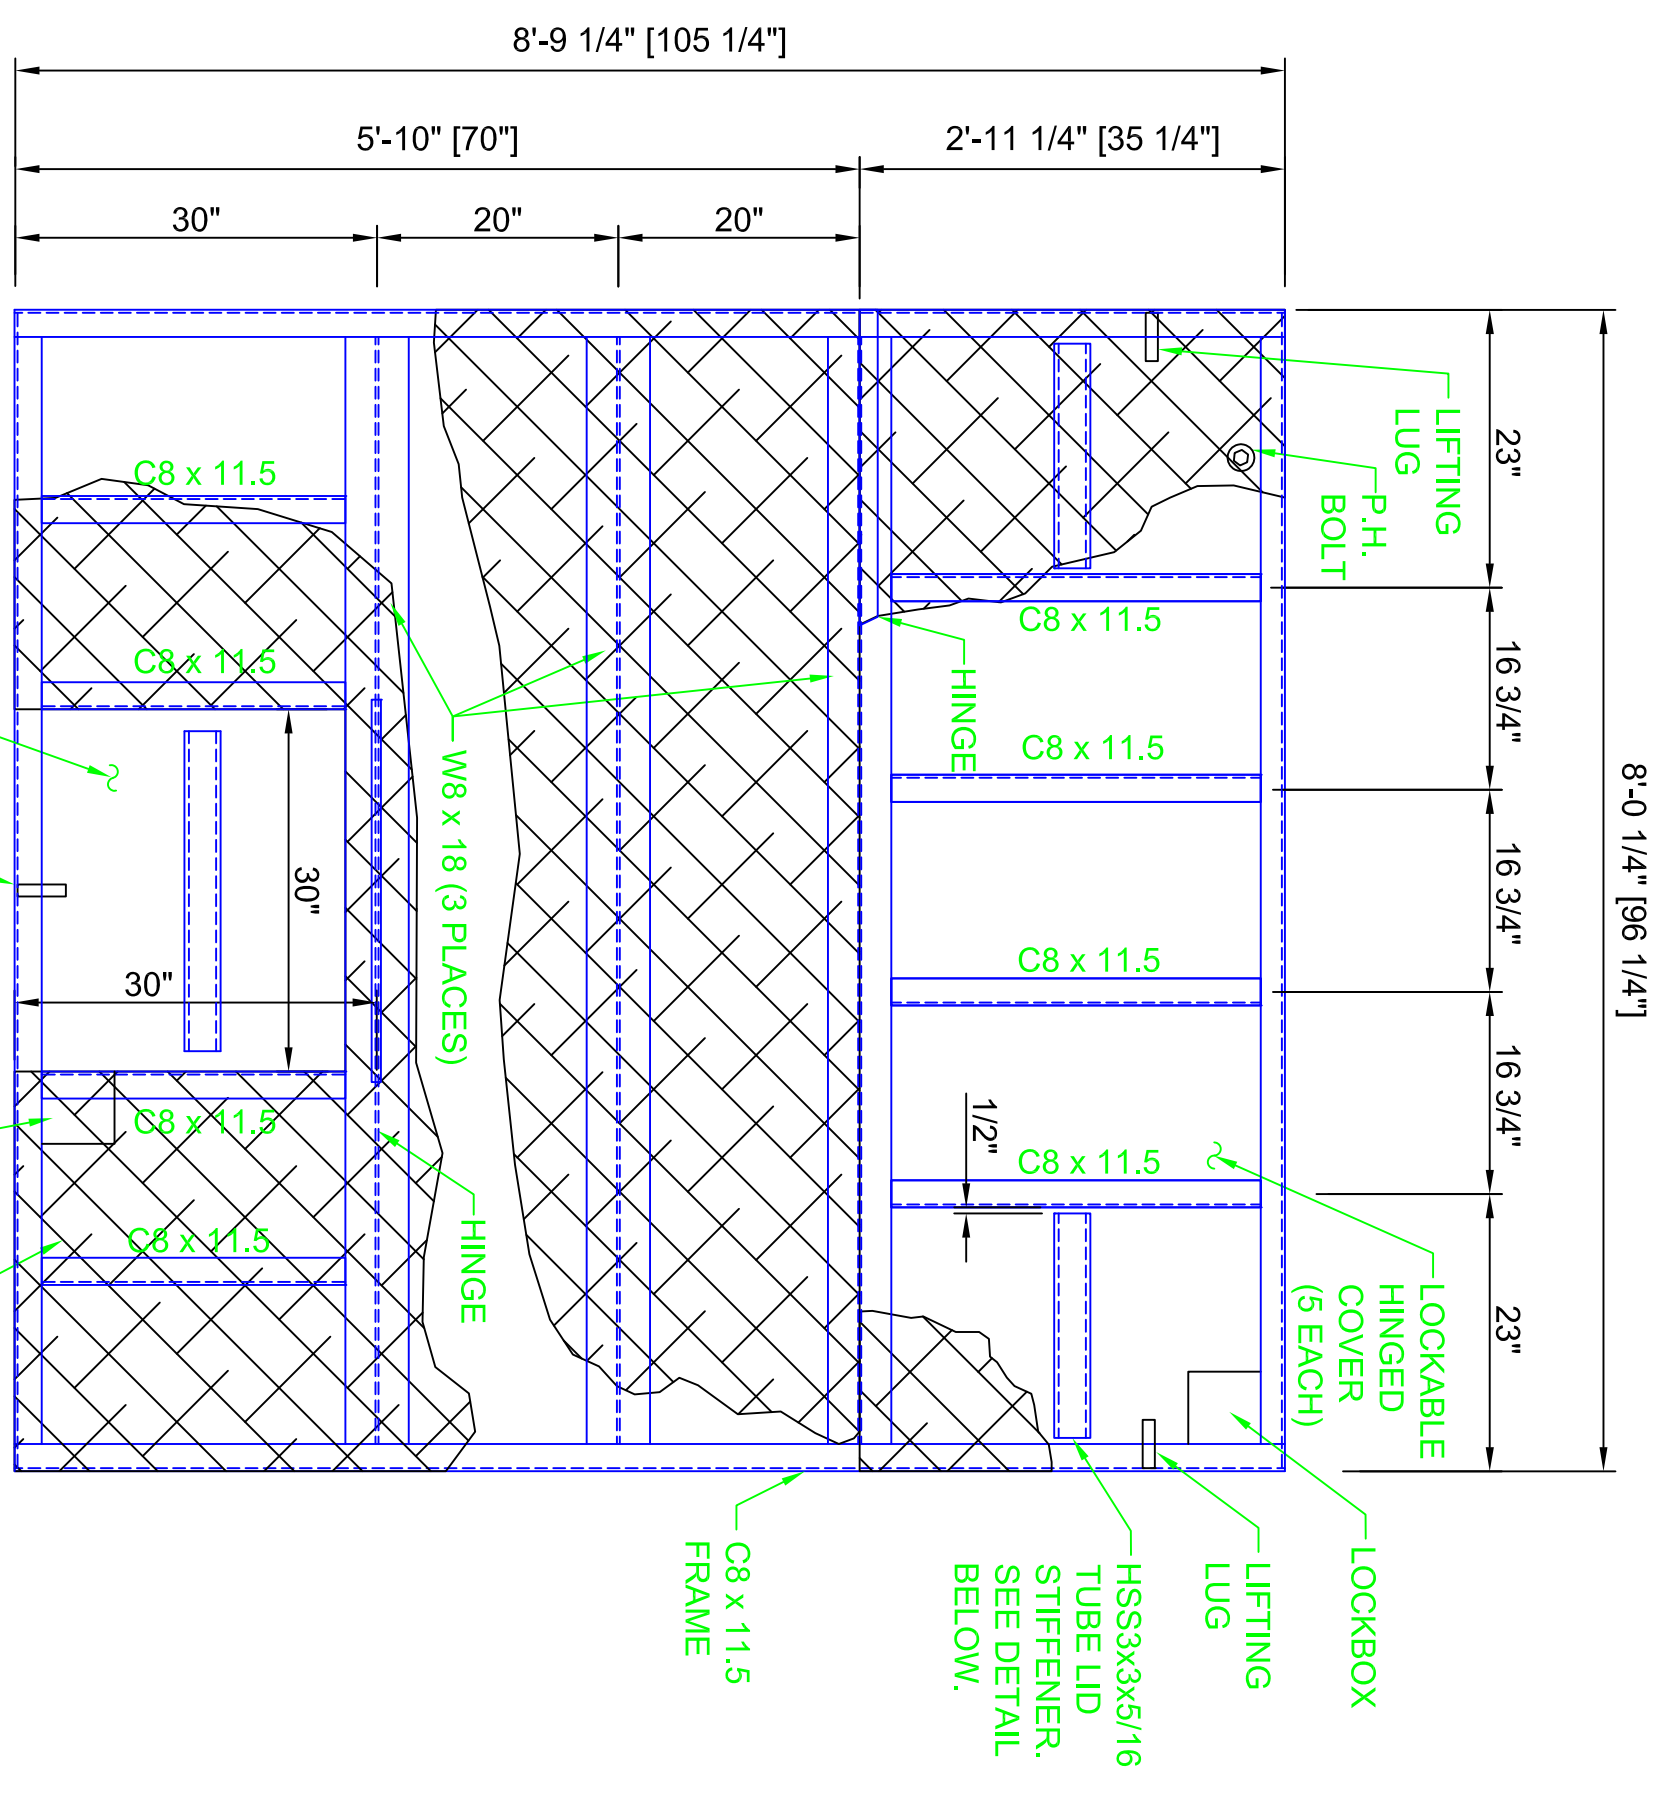 8'-9 1/4" [105 1/4"]
5'-10" [70"]
2'-11 1/4" [35 1/4"]
30"
20"
20"
8'-0 1/4" [96 1/4"]
23"
16 3/4"
16 3/4"
16 3/4"
23"
LIFTING
LUG
P.H.
BOLT
C8 x 11.5
C8 x 11.5
C8 x 11.5
C8 x 11.5
HINGE
1/2"
LOCKABLE
HINGED
COVER
(5 EACH)
C8 x 11.5
C8 x 11.5
C8 x 11.5
C8 x 11.5
W8 x 18 (3 PLACES)
30"
30"
HINGE
LOCKBOX
LIFTING
LUG
HSS3x3x5/16
TUBE LID
STIFFENER.
SEE DETAIL
BELOW.
C8 x 11.5
FRAME